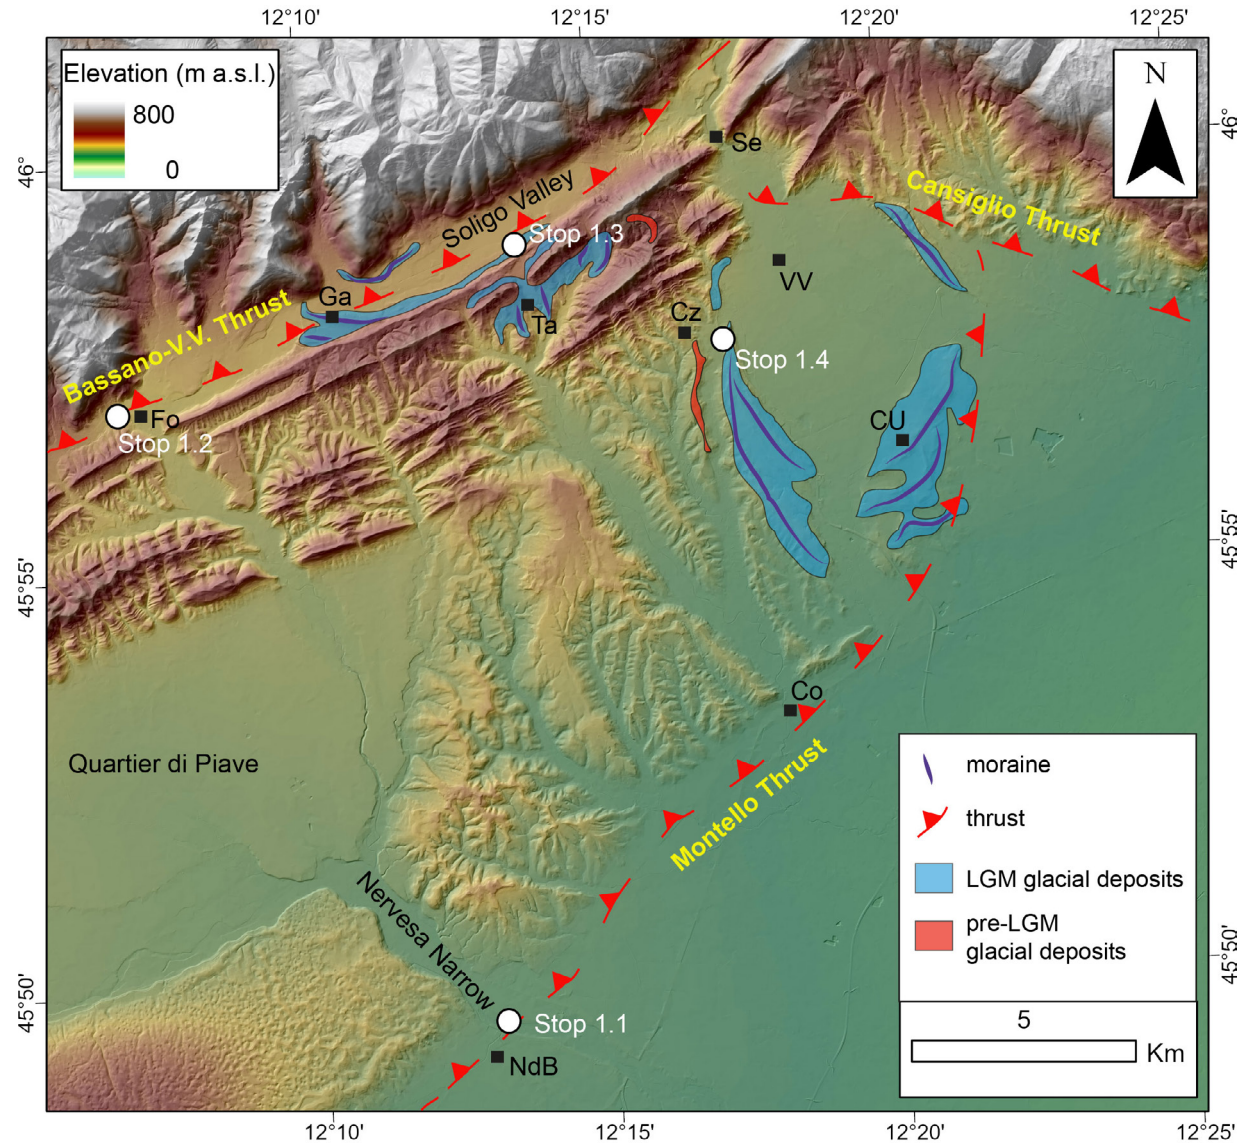 12°10'
12°15'
12°20'
12°25'
Elevation (m a.s.l.)
800
0
N
46°
46°
Se
Cansiglio Thrust
Soligo Valley
Stop 1.3
VV
Bassano-V.V. Thrust
Ga
Ta
Cz
Stop 1.4
Fo
Stop 1.2
CU
45°55'
45°55'
Co
Quartier di Piave
Montello Thrust
moraine
thrust
LGM glacial deposits
pre-LGM
glacial deposits
Nervesa Narrow
45°50'
45°50'
Stop 1.1
NdB
5
Km
12°10'
12°15'
12°20'
12°25'